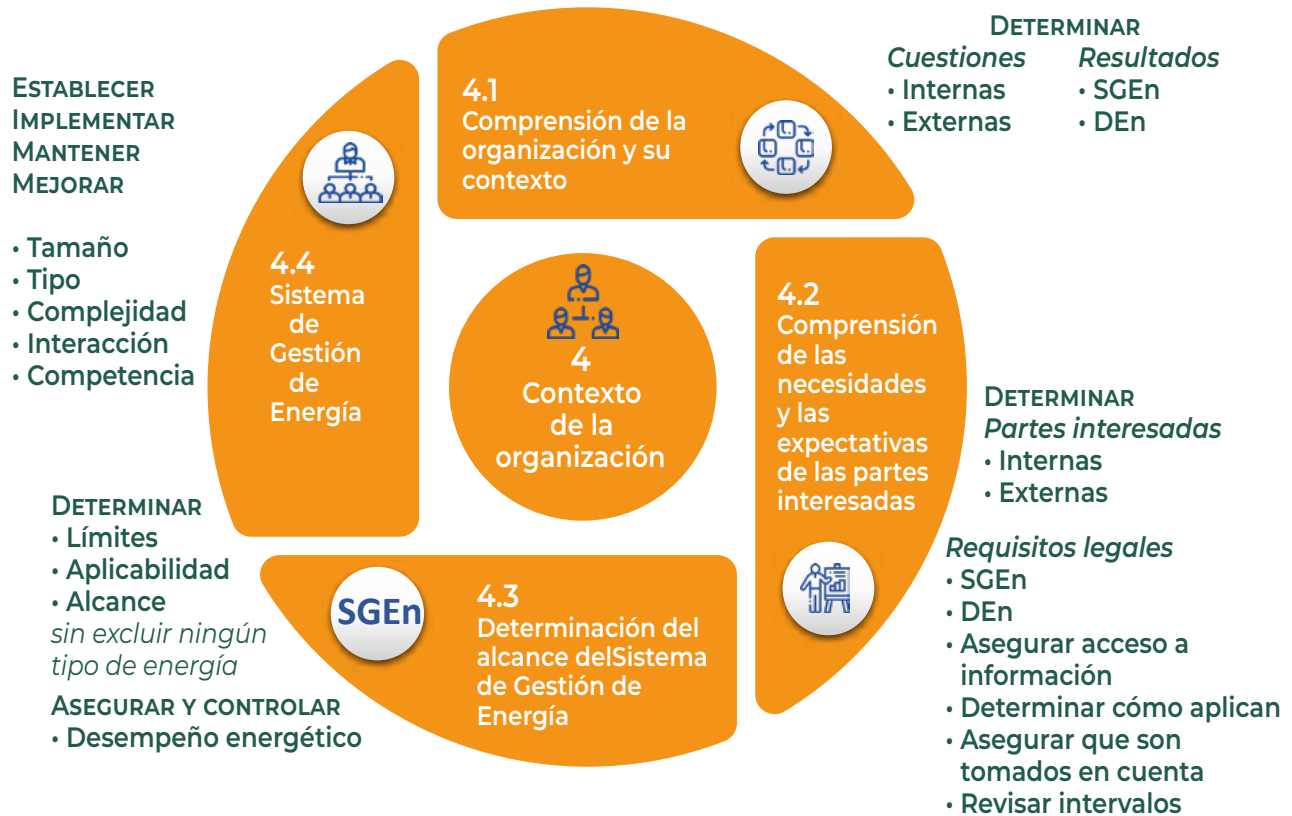 4
Contexto
de la
organización
4.1
Comprensión de la
organización y su
contexto
DETERMINAR
Cuestiones
• Internas
• Externas
Resultados
• SGEn
• DEn
4.2
Comprensión
de las
necesidades
y las
expectativas
de las partes
interesadas
DETERMINAR
Partes interesadas
• Internas
• Externas
Requisitos legales
• SGEn
• DEn
• Asegurar acceso a
información
• Determinar cómo aplican
• Asegurar que son
tomados en cuenta
• Revisar intervalos
SGEn
4.3
Determinación del
alcance delSistema
de Gestión de
Energía
DETERMINAR
• Límites
• Aplicabilidad
• Alcance
sin excluir ningún
tipo de energía
ASEGURAR Y CONTROLAR
• Desempeño energético
4.4
Sistema
de
Gestión
de
Energía
ESTABLECER
IMPLEMENTAR
MANTENER
MEJORAR
• Tamaño
• Tipo
• Complejidad
• Interacción
• Competencia